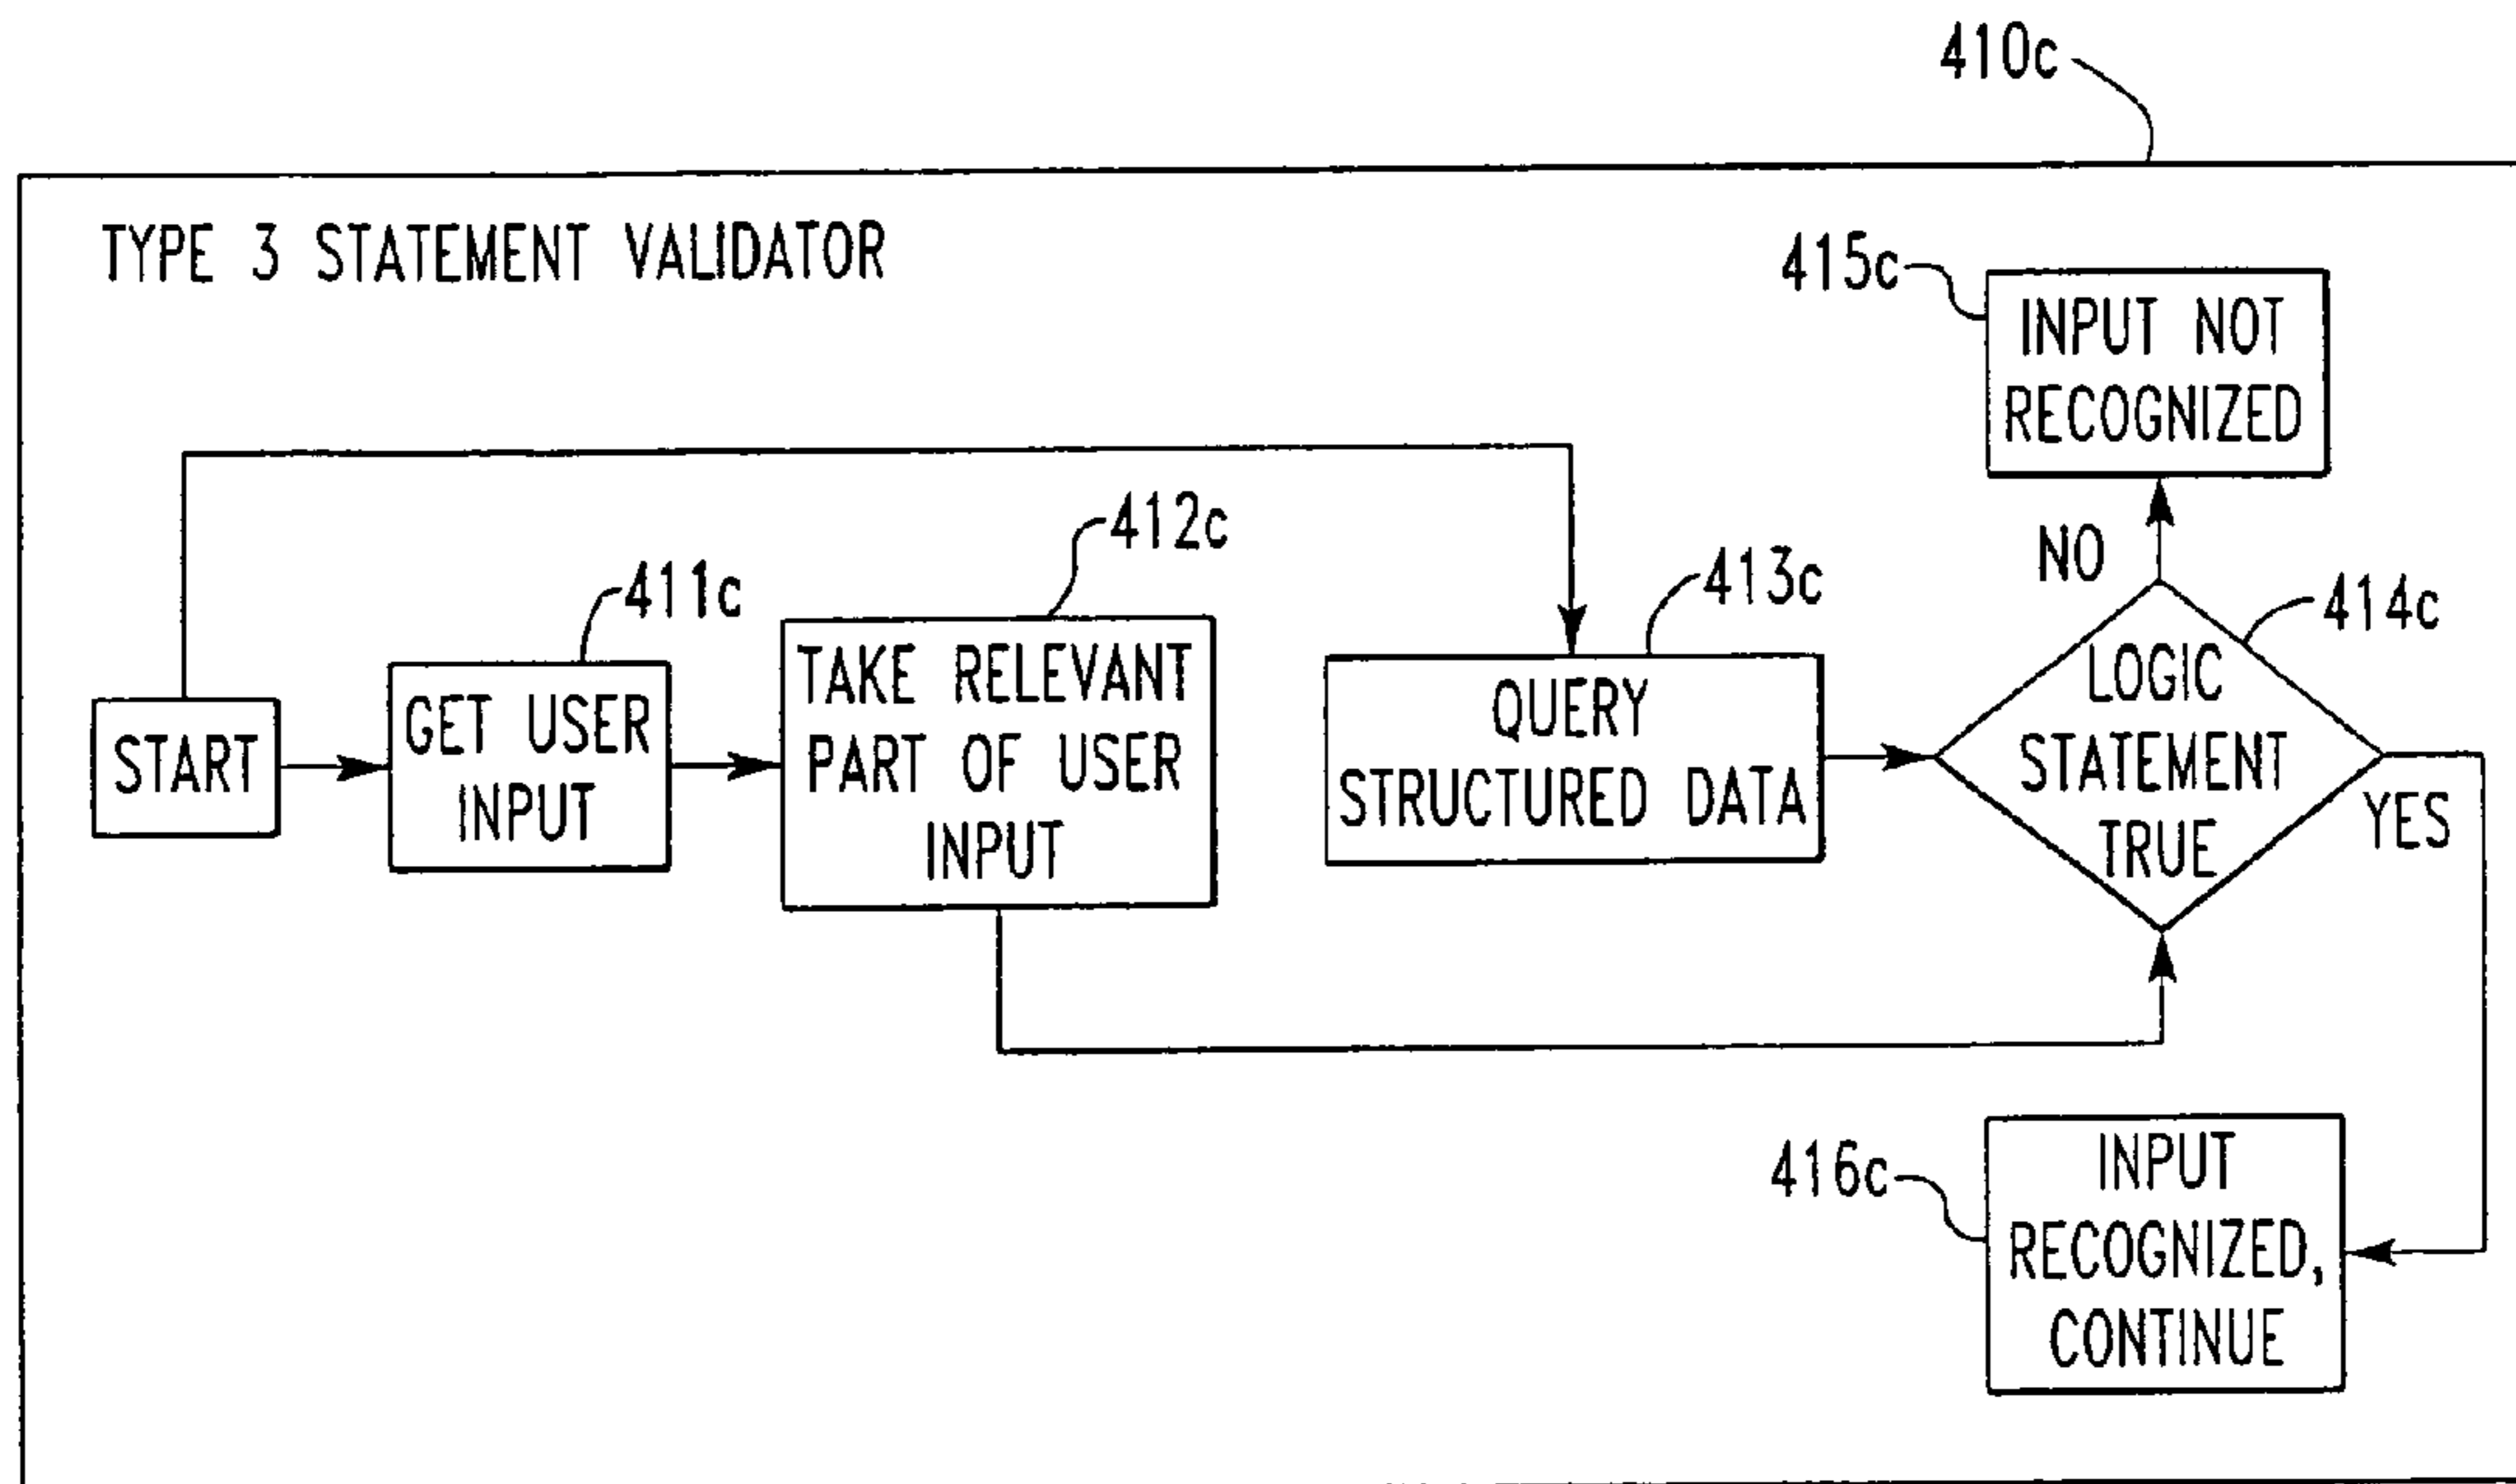 410c
TYPE 3 STATEMENT VALIDATOR
415c
INPUT NOT
RECOGNIZED
412c
411c
413c
NO
414c
START
GET USER
INPUT
TAKE RELEVANT
PART OF USER
INPUT
QUERY
STRUCTURED DATA
LOGIC
STATEMENT
TRUE
YES
416c
INPUT
RECOGNIZED,
CONTINUE